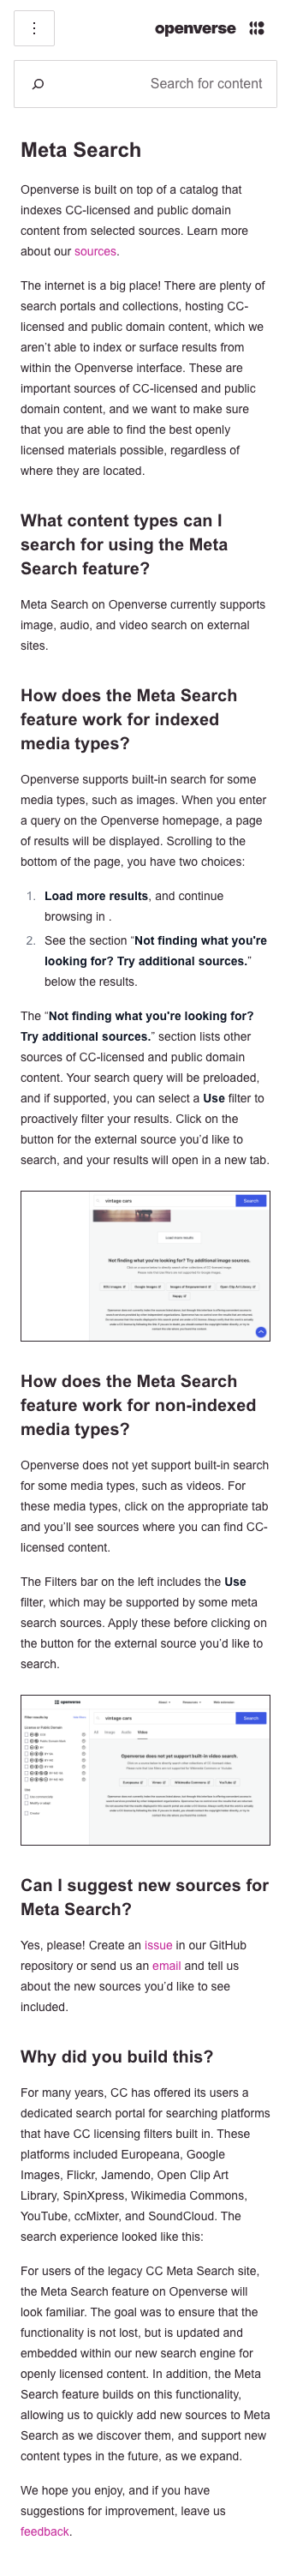 openverse
Search for content
Meta Search
Openverse is built on top of a catalog that
indexes CC-licensed and public domain
content from selected sources. Learn more
about our sources.
The internet is a big place! There are plenty of
search portals and collections, hosting CC-
licensed and public domain content, which we
aren't able to index or surface results from
within the Openverse interface. These are
important sources of CC-licensed and public
domain content, and we want to make sure
that you are able to find the best openly
licensed materials possible, regardless of
where they are located.
What content types can I
search for using the Meta
Search feature?
Meta Search on Openverse currently supports
image, audio, and video search on external
sites.
How does the Meta Search
feature work for indexed
media types?
Openverse supports built-in search for some
media types, such as images. When you enter
a query on the Openverse homepage, a page
of results will be displayed. Scrolling to the
bottom of the page, you have two choices:
1. Load more results, and continue
browsing in .
2. See the section “Not finding what you're
looking for? Try additional sources.”
below the results.
The “Not finding what you're looking for?
Try additional sources.” section lists other
sources of CC-licensed and public domain
content. Your search query will be preloaded,
and if supported, you can select a Use filter to
proactively filter your results. Click on the
button for the external source you'd like to
search, and your results will open in a new tab.
vintage cars
Search
Load more results
Not finding what you're looking for? Try additional image sources.
How does the Meta Search
feature work for non-indexed
media types?
Openverse does not yet support built-in search
for some media types, such as videos. For
these media types, click on the appropriate tab
and you'll see sources where you can find CC-
licensed content.
The Filters bar on the left includes the Use
filter, which may be supported by some meta
search sources. Apply these before clicking on
the button for the external source you'd like to
search.
openverse
vintage cars
Search
All Image Audio Video
Openverse does not yet support built-in video search.
Can I suggest new sources for
Meta Search?
Yes, please! Create an issue in our GitHub
repository or send us an email and tell us
about the new sources you'd like to see
included.
Why did you build this?
For many years, CC has offered its users a
dedicated search portal for searching platforms
that have CC licensing filters built in. These
platforms included Europeana, Google
Images, Flickr, Jamendo, Open Clip Art
Library, SpinXpress, Wikimedia Commons,
YouTube, ccMixter, and SoundCloud. The
search experience looked like this:
For users of the legacy CC Meta Search site,
the Meta Search feature on Openverse will
look familiar. The goal was to ensure that the
functionality is not lost, but is updated and
embedded within our new search engine for
openly licensed content. In addition, the Meta
Search feature builds on this functionality,
allowing us to quickly add new sources to Meta
Search as we discover them, and support new
content types in the future, as we expand.
We hope you enjoy, and if you have
suggestions for improvement, leave us
feedback.